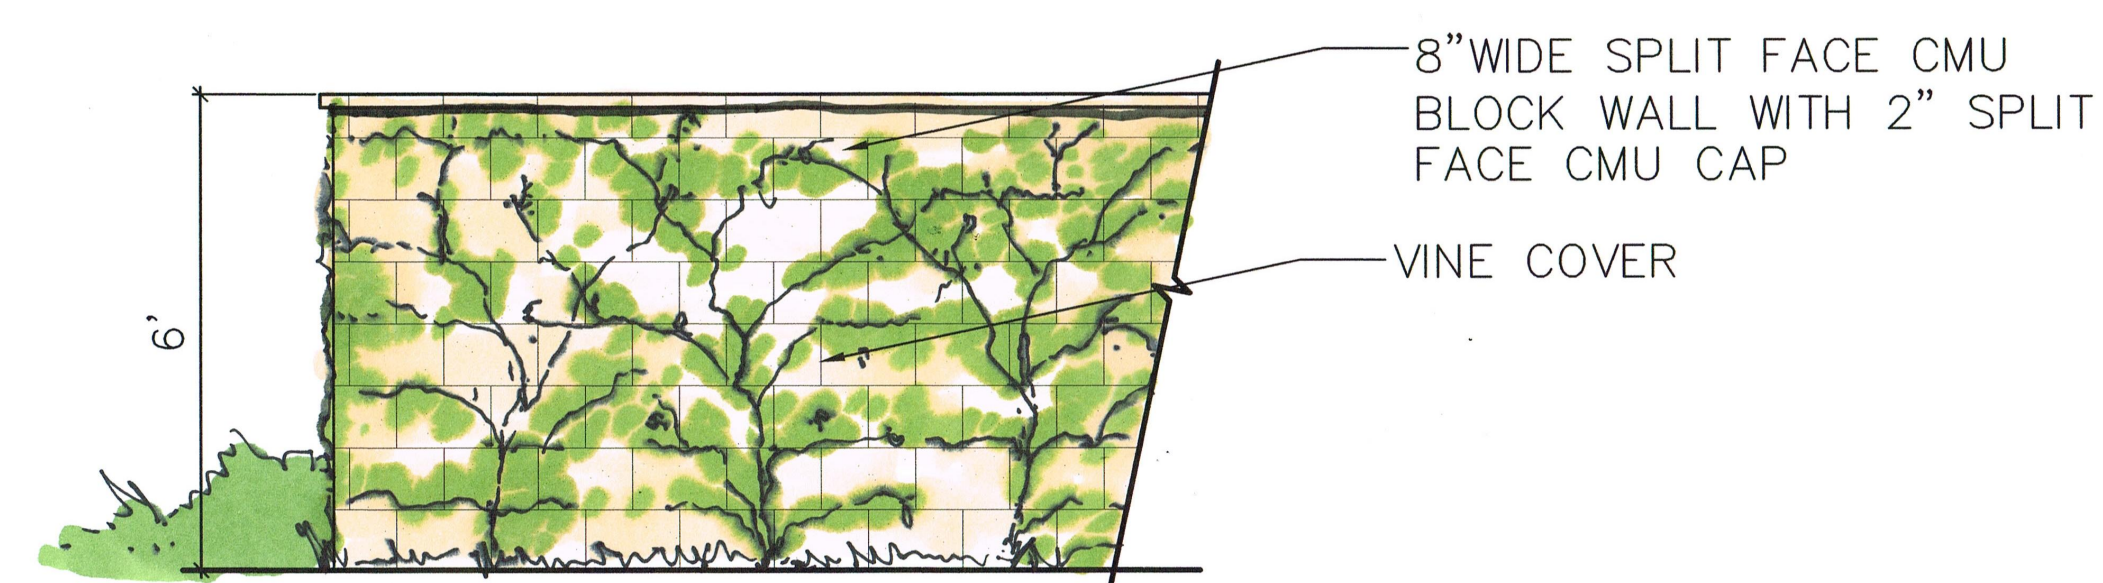 8”WIDE SPLIT FACE CMU
BLOCK WALL WITH 2” SPLIT
FACE CMU CAP
VINE COVER
6’